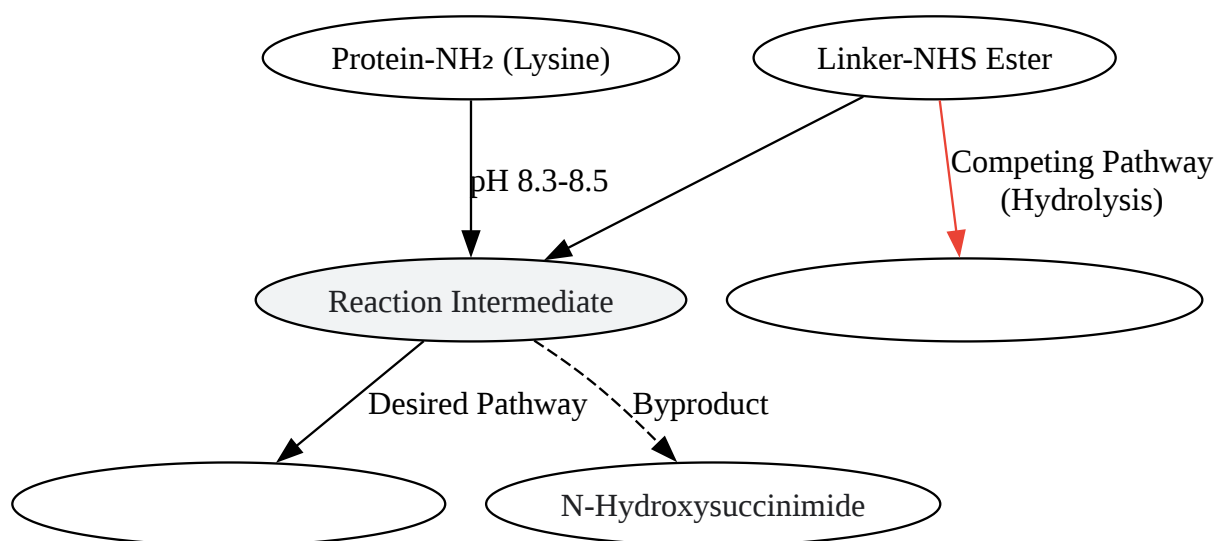 Protein-NH₂ (Lysine)
Linker-NHS Ester
Competing Pathway
(Hydrolysis)
pH 8.3-8.5
Reaction Intermediate
Desired Pathway
Byproduct
N-Hydroxysuccinimide